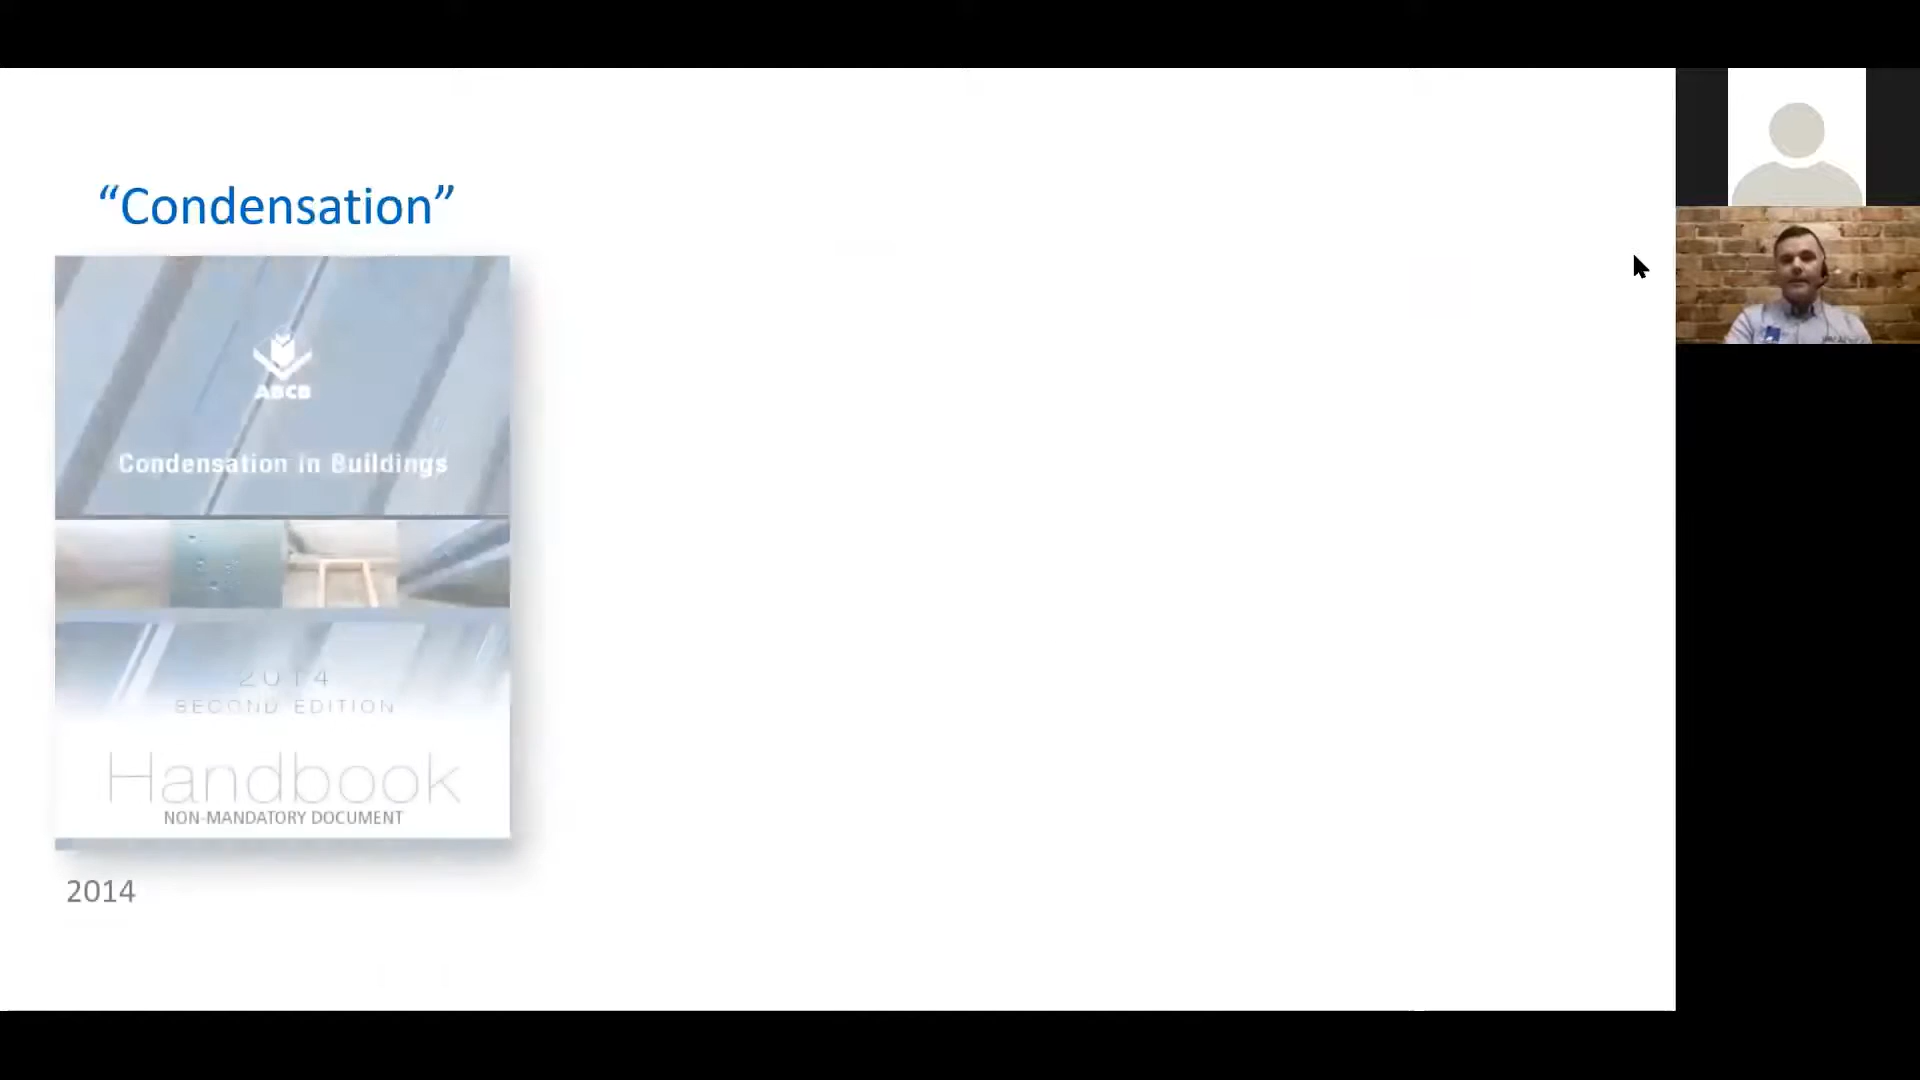 “Condensation”
ABCB
Condensation in Buildings
2014
SECOND EDITION
Handbook
NON-MANDATORY DOCUMENT
2014